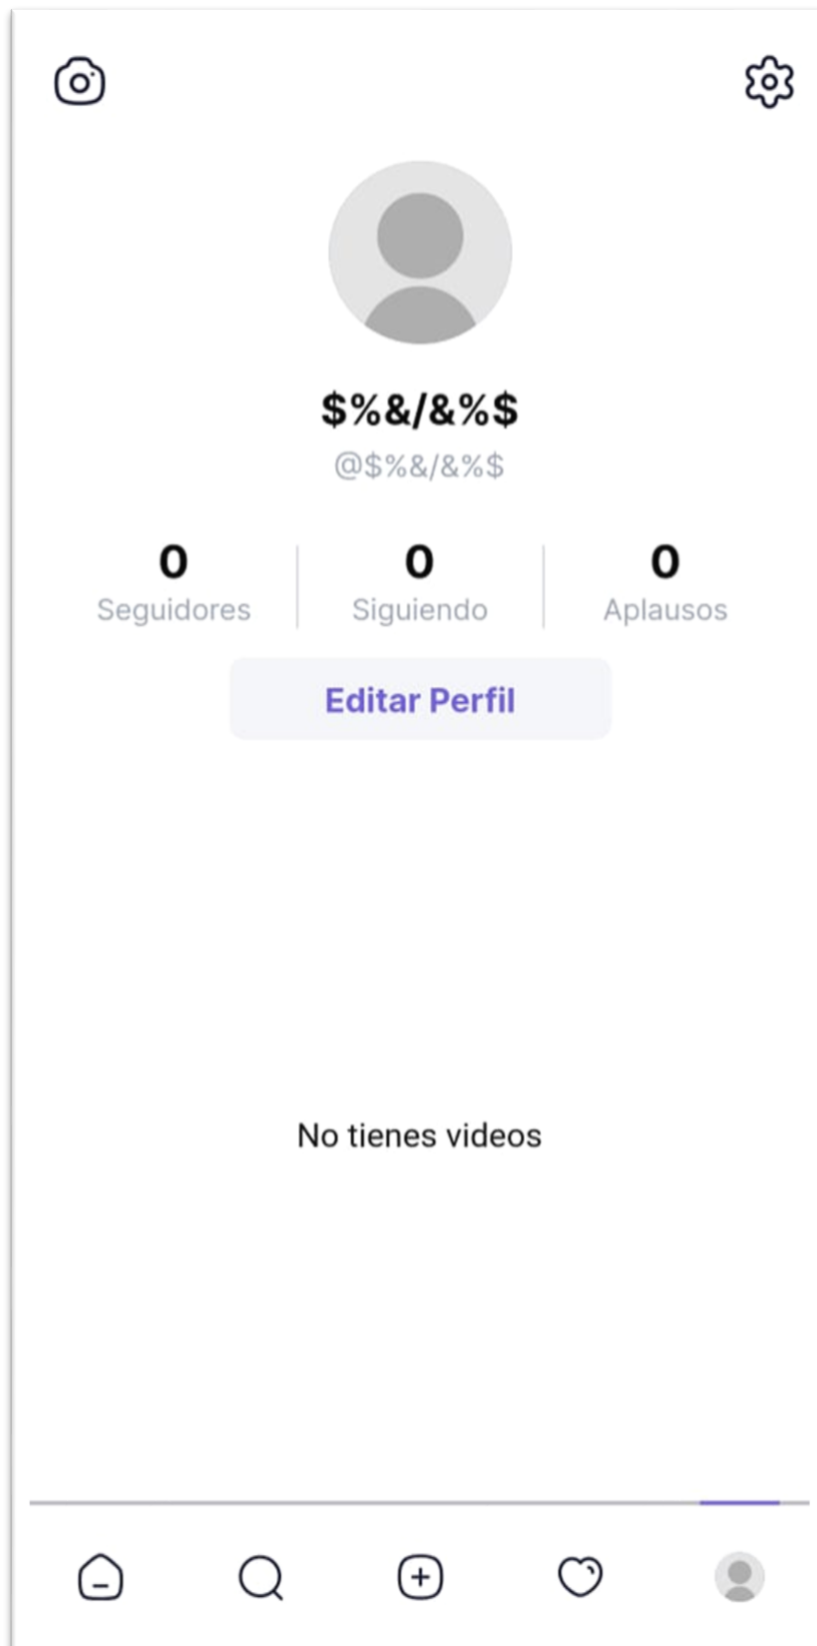 $%&/&%$
@$%&/&%$
0 0 0
Seguidores Siguiendo Aplausos
Editar Perfil
No tienes videos